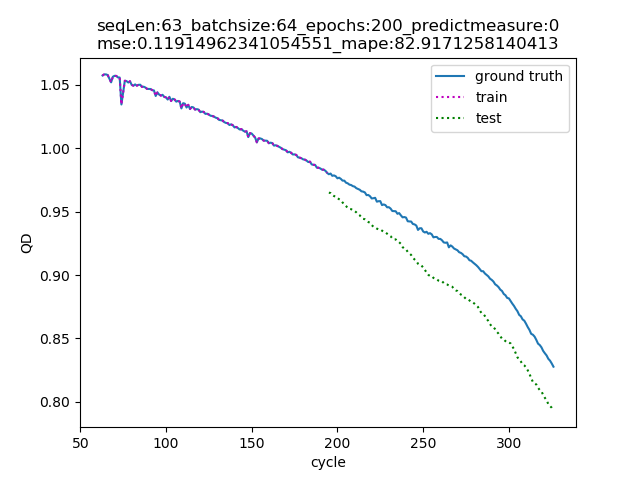 seqLen:63_batchsize:64_epochs:200_predictmeasure:0
mse:0.11914962341054551_mape:82.9171258140413
ground truth
train
test
1.05
1.00
0.95
0.90
0.85
0.80
QD
50 100 150 200 250 300
cycle